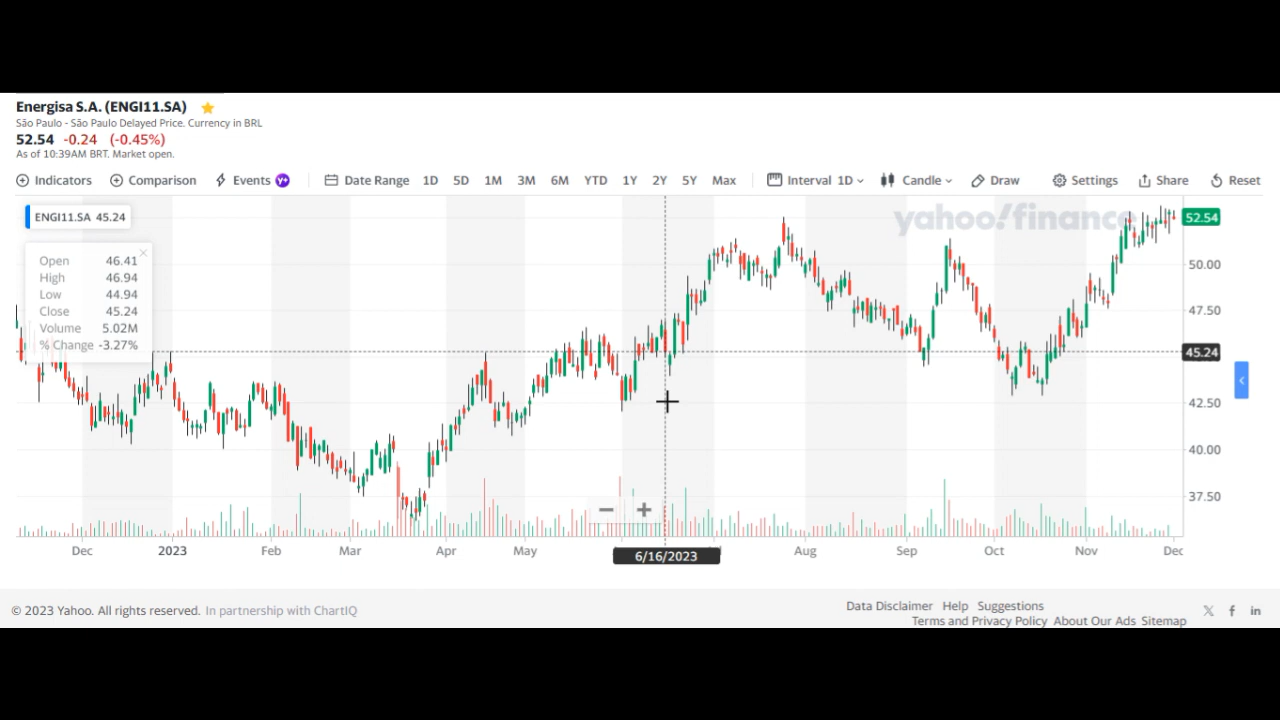 Energisa S.A. (ENGI11.SA)
São Paulo - São Paulo Delayed Price. Currency in BRL
52.54 -0.24 (-0.45%)
As of 10:39AM BRT. Market open.
Indicators Comparison Events Y+ Date Range 1D 5D 1M 3M 6M YTD 1Y 2Y 5Y Max Interval 1D Candle Draw Settings Share Reset
ENGI11.SA 45.24
yahoo!finance
52.54
Open 46.41
High 46.94
Low 44.94
Close 45.24
Volume 5.02M
% Change -3.27%
50.00
47.50
45.24
42.50
40.00
37.50
Dec 2023 Feb Mar Apr May 6/16/2023 Aug Sep Oct Nov Dec
© 2023 Yahoo. All rights reserved. In partnership with ChartIQ
Data Disclaimer Help Suggestions
Terms and Privacy Policy About Our Ads Sitemap